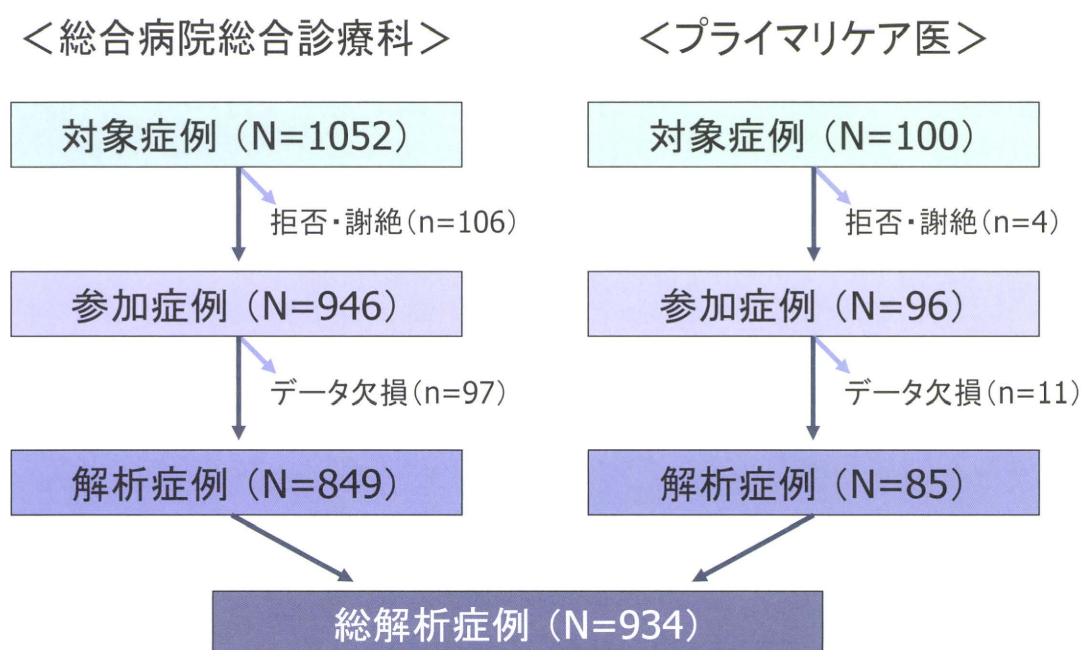 ＜総合病院総合診療科＞
対象症例（N=1052）
拒否・謝絶（n=106）
参加症例（N=946）
データ欠損（n=97）
解析症例（N=849）
＜プライマリケア医＞
対象症例（N=100）
拒否・謝絶（n=4）
参加症例（N=96）
データ欠損（n=11）
解析症例（N=85）
総解析症例（N=934）